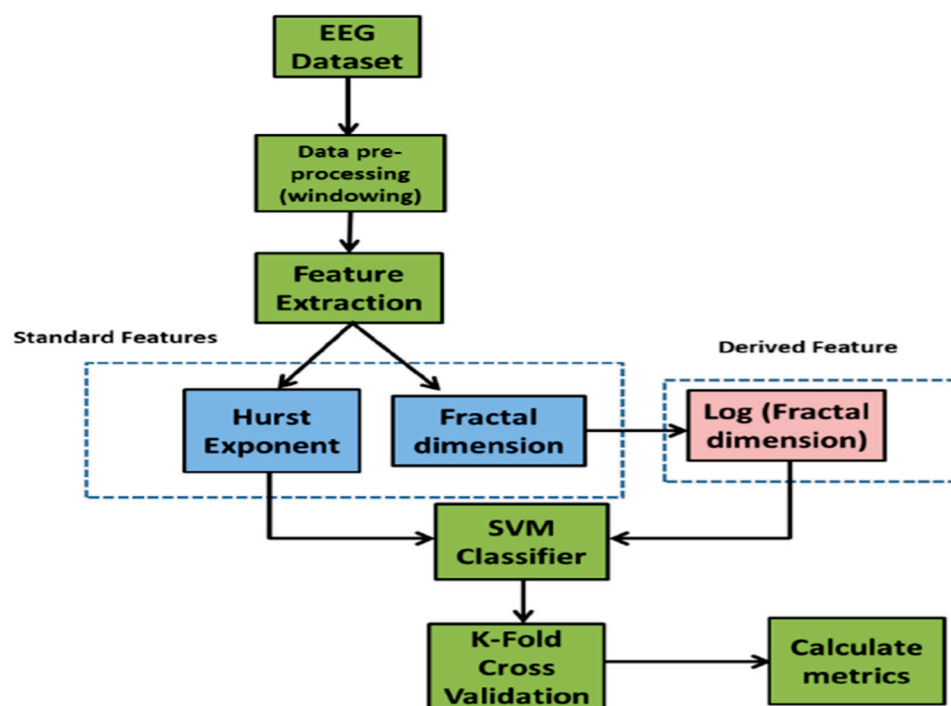 EEG
Dataset
Data pre-
processing
(windowing)
Feature
Extraction
Standard Features
Derived Feature
Hurst
Exponent
Fractal
dimension
Log (Fractal
dimension)
SVM
Classifier
K-Fold
Cross
Validation
Calculate
metrics